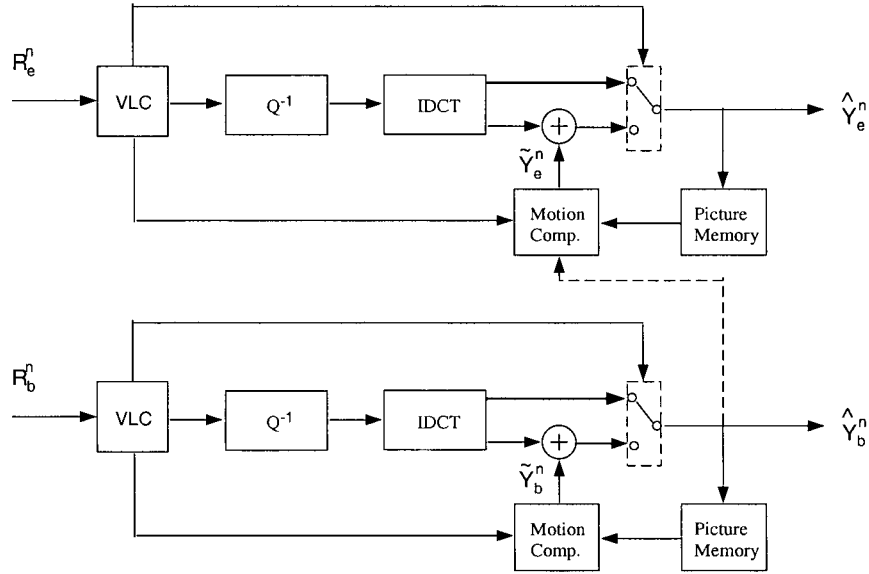 R_e^n
VLC
Q⁻¹
IDCT
Ŷ_e^n
Ỹ_e^n
Motion
Comp.
Picture
Memory
R_b^n
VLC
Q⁻¹
IDCT
Ŷ_b^n
Ỹ_b^n
Motion
Comp.
Picture
Memory